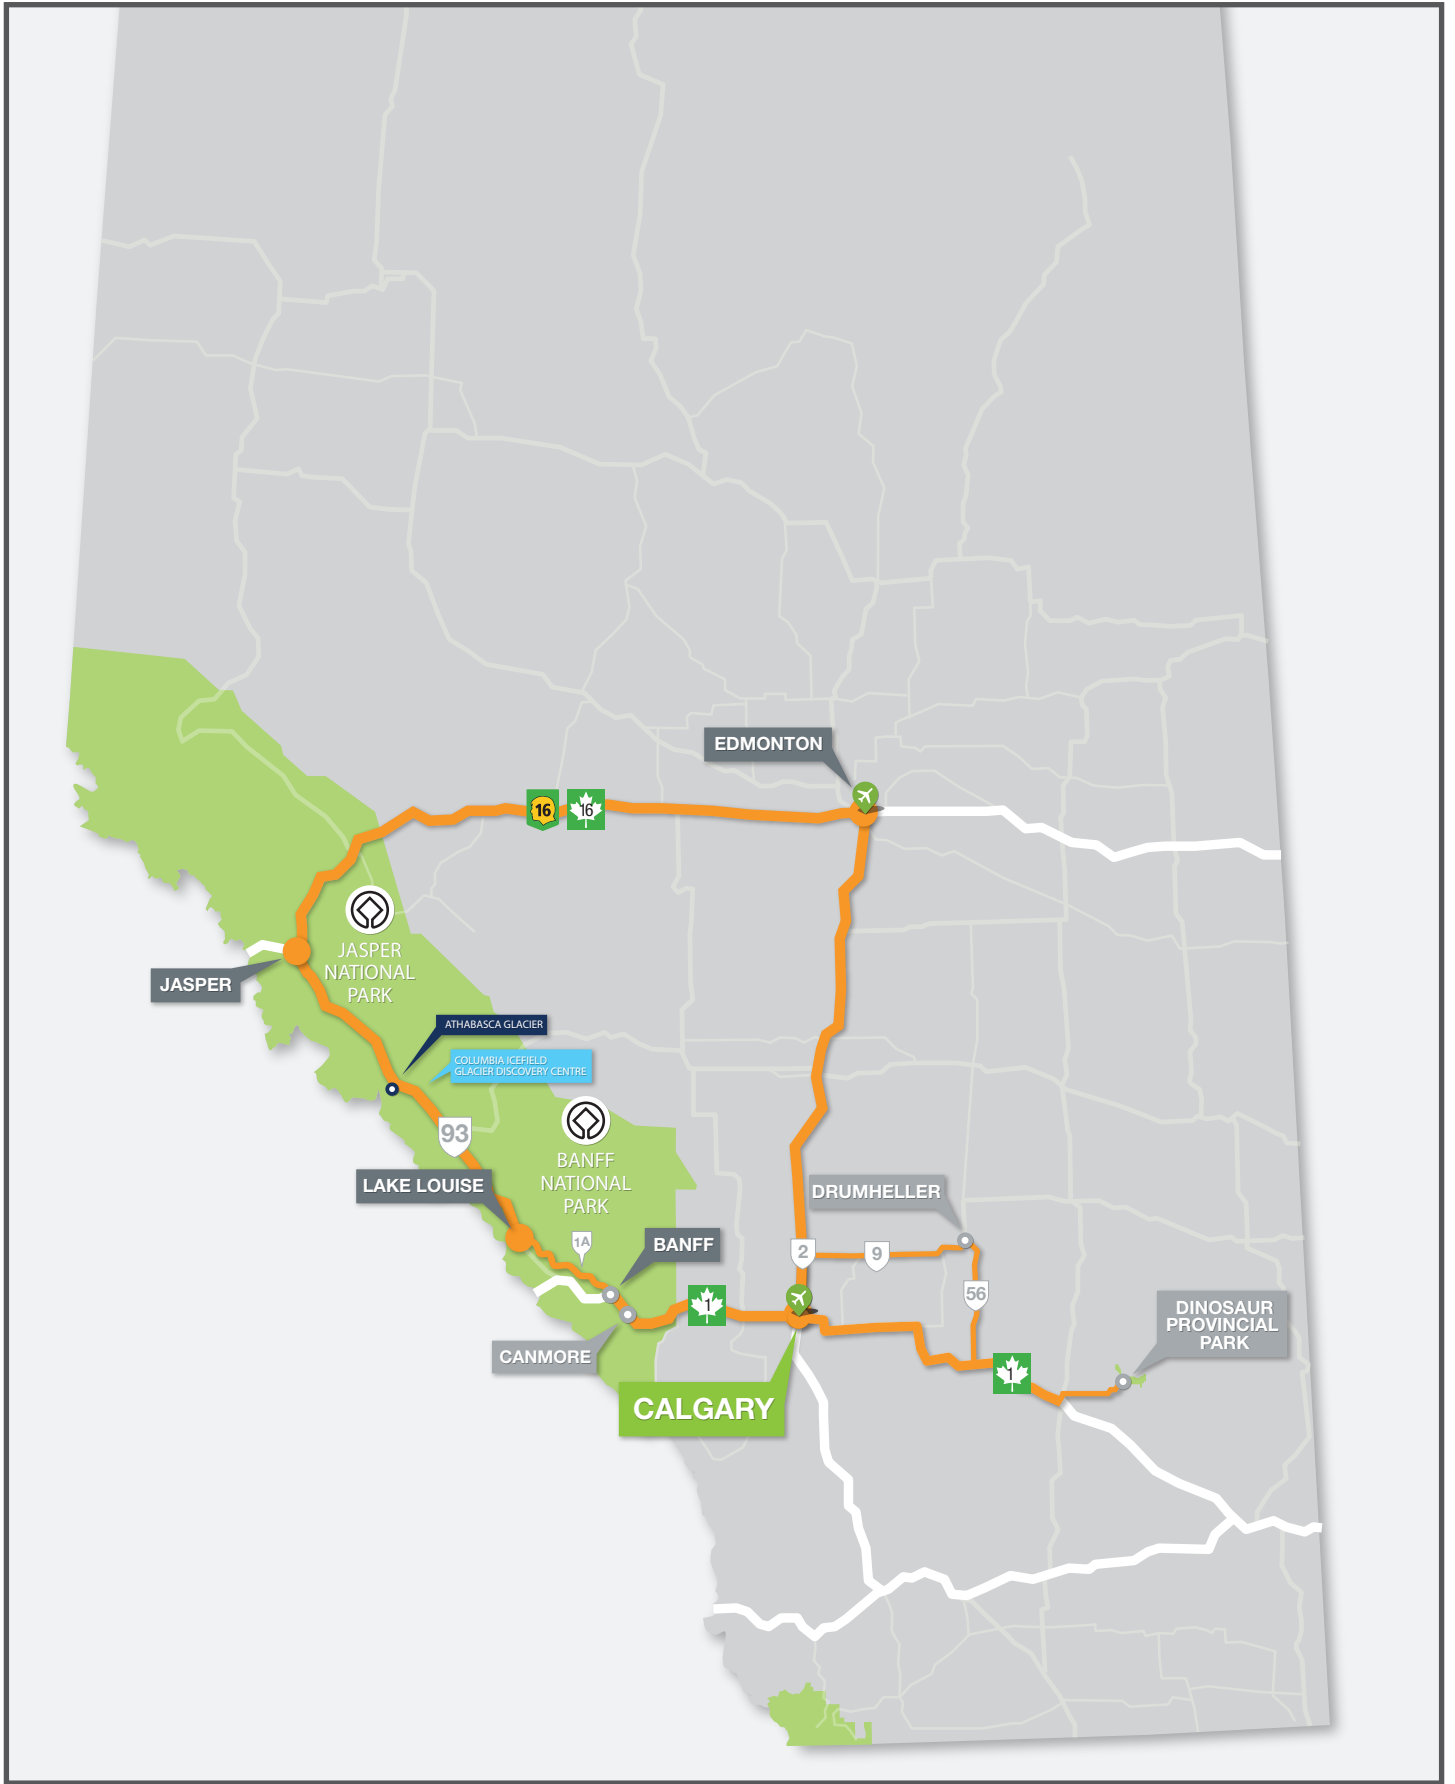 EDMONTON
16
16
JASPER
NATIONAL
PARK
JASPER
ATHABASCA GLACIER
COLUMBIA ICEFIELD
GLACIER DISCOVERY CENTRE
93
BANFF
NATIONAL
PARK
LAKE LOUISE
DRUMHELLER
1A
BANFF
2
9
56
1
DINOSAUR
PROVINCIAL
PARK
CANMORE
1
CALGARY